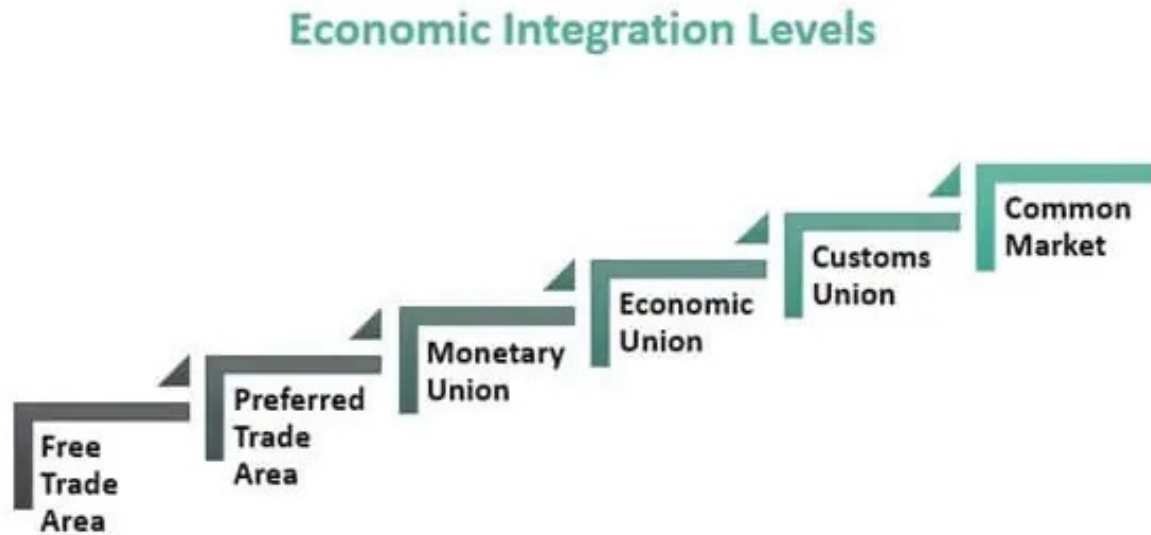 Economic Integration Levels
Free
Trade
Area
Preferred
Trade
Area
Monetary
Union
Economic
Union
Customs
Union
Common
Market